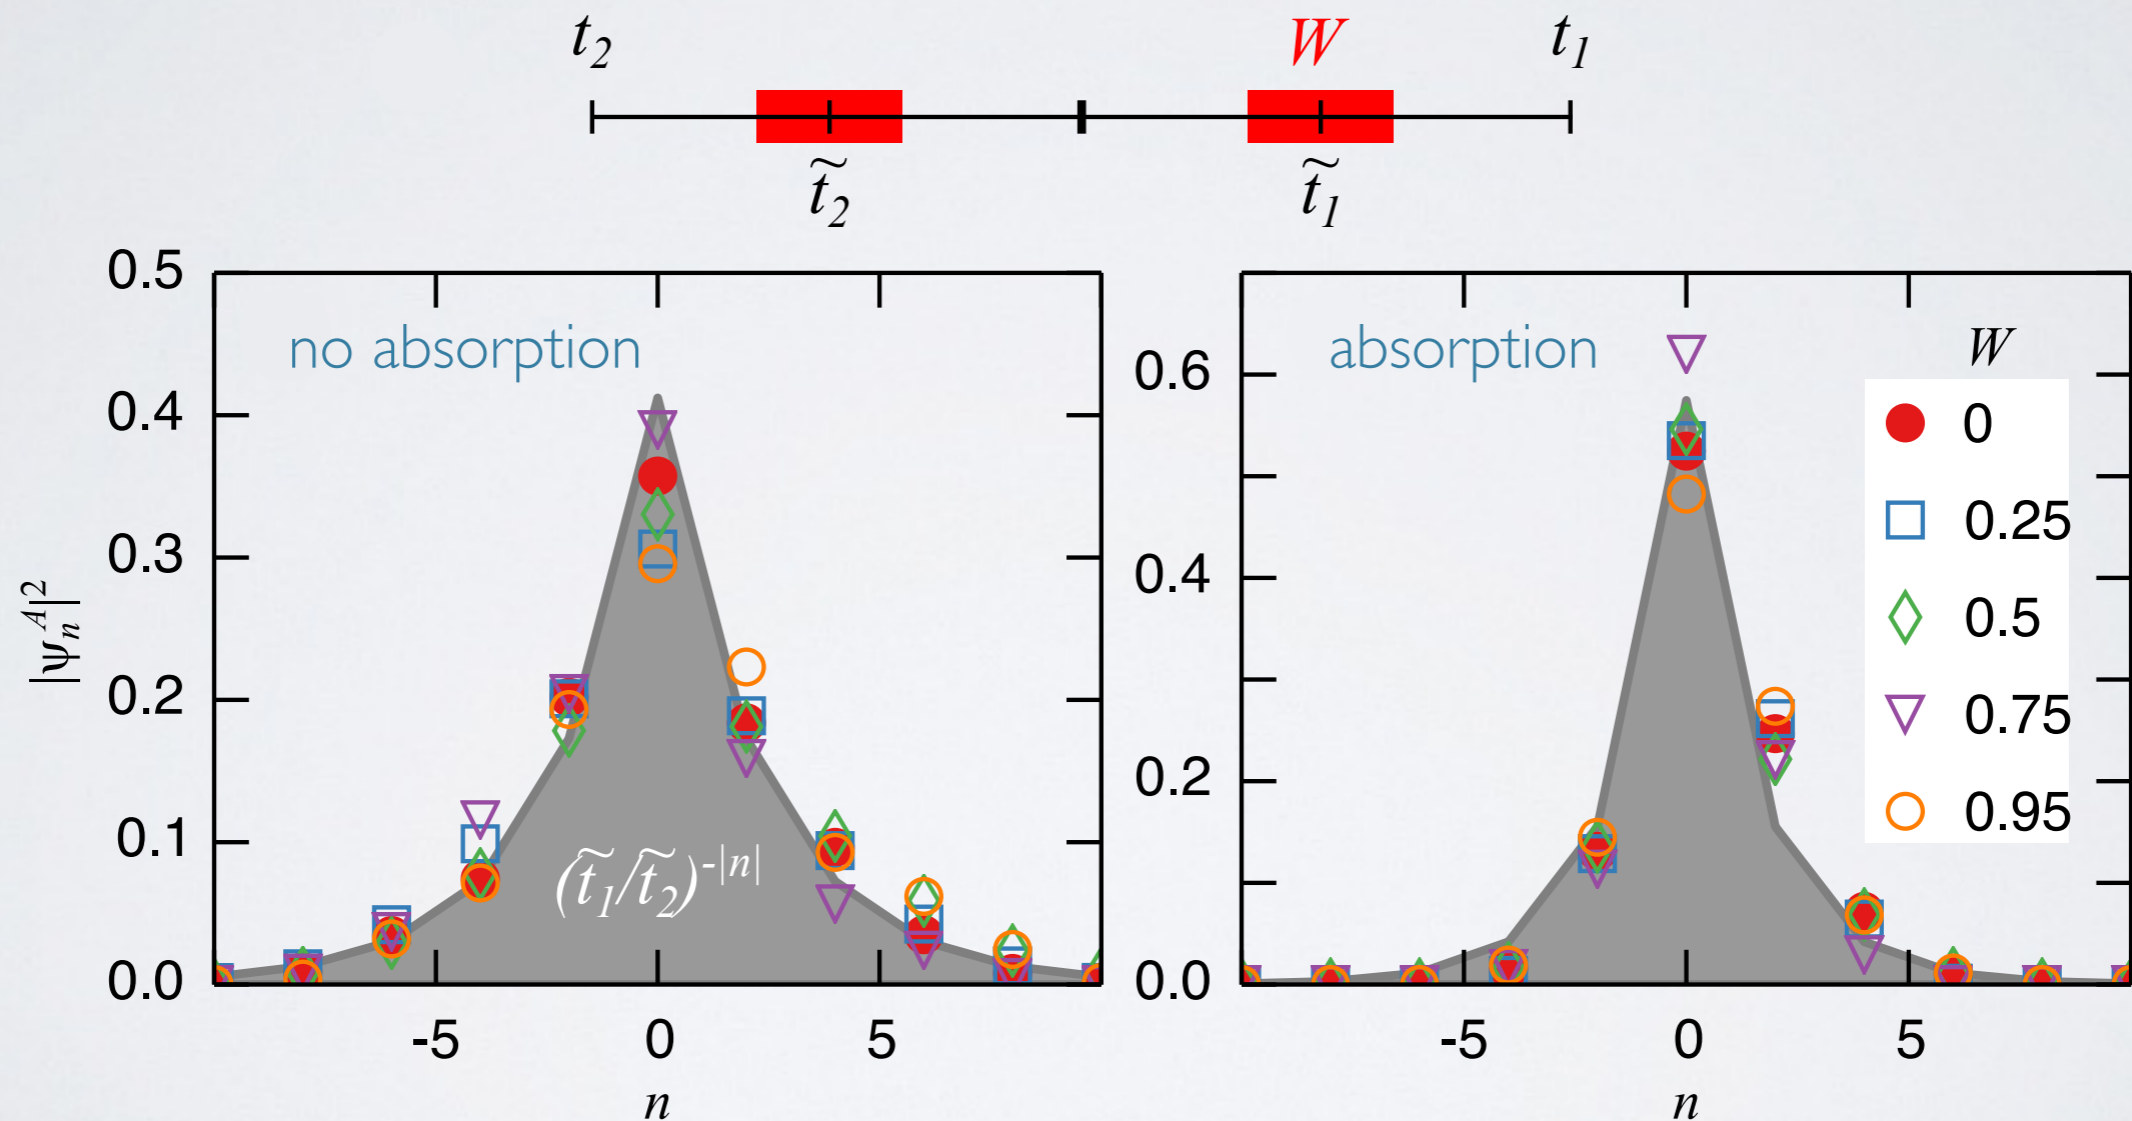 t₂ W t₁
t̃₂ t̃₁
no absorption
absorption
|ψₙᴬ|²
0.5
0.4
0.3
0.2
0.1
0.0
(t̃₁/t̃₂)⁻|ⁿ|
-5 0 5
n
0.6
0.4
0.2
0.0
-5 0 5
n
W
0
0.25
0.5
0.75
0.95